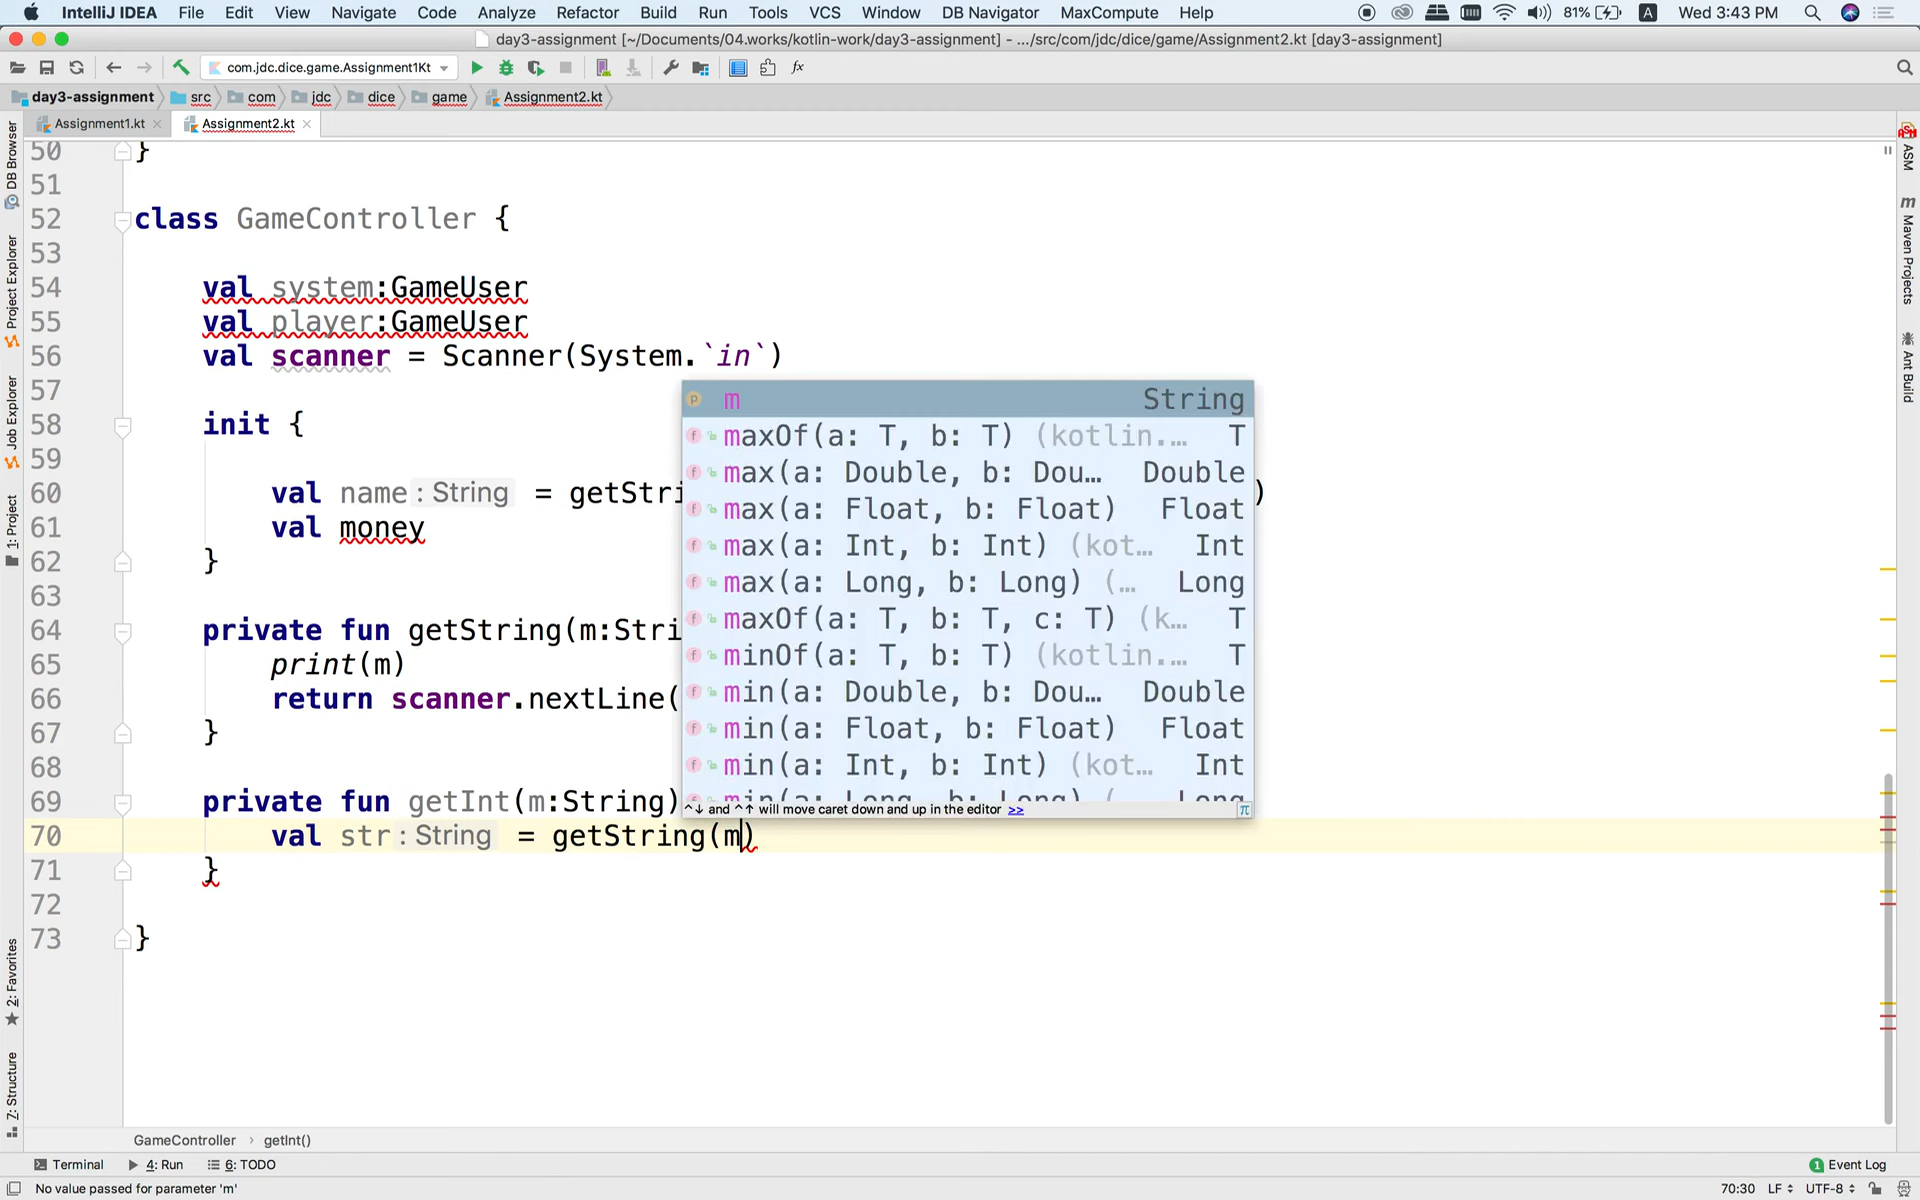 IntelliJ IDEA File Edit View Navigate Code Analyze Refactor Build Run Tools VCS Window DB Navigator MaxCompute Help 81% A Wed 3:43 PM
day3-assignment [~/Documents/04.works/kotlin-work/day3-assignment] - .../src/com/jdc/dice/game/Assignment2.kt [day3-assignment]
com.jdc.dice.game.Assignment1Kt
day3-assignment src com jdc dice game Assignment2.kt
Assignment1.kt Assignment2.kt
DB Browser
Project Explorer
Job Explorer
1: Project
2: Favorites
Z: Structure
50 }
51
52 class GameController {
53
54 val system:GameUser
55 val player:GameUser
56 val scanner = Scanner(System.`in`)
57
58 init {
59
60 val name : String = getStri )
61 val money
62 }
63
64 private fun getString(m:Stri
65 print(m)
66 return scanner.nextLine(
67 }
68
69 private fun getInt(m:String)
70 val str : String = getString(m)
71 }
72
73 }
m String
maxOf(a: T, b: T) (kotlin.… T
max(a: Double, b: Dou… Double
max(a: Float, b: Float) Float
max(a: Int, b: Int) (kot… Int
max(a: Long, b: Long) (… Long
maxOf(a: T, b: T, c: T) (k… T
minOf(a: T, b: T) (kotlin.… T
min(a: Double, b: Dou… Double
min(a: Float, b: Float) Float
min(a: Int, b: Int) (kot… Int
min(a: Long, b: Long) ( Long
^↓ and ^↑ will move caret down and up in the editor >> π
ASM
m Maven Projects
Ant Build
GameController › getInt()
Terminal 4: Run 6: TODO 1 Event Log
No value passed for parameter 'm' 70:30 LF UTF-8